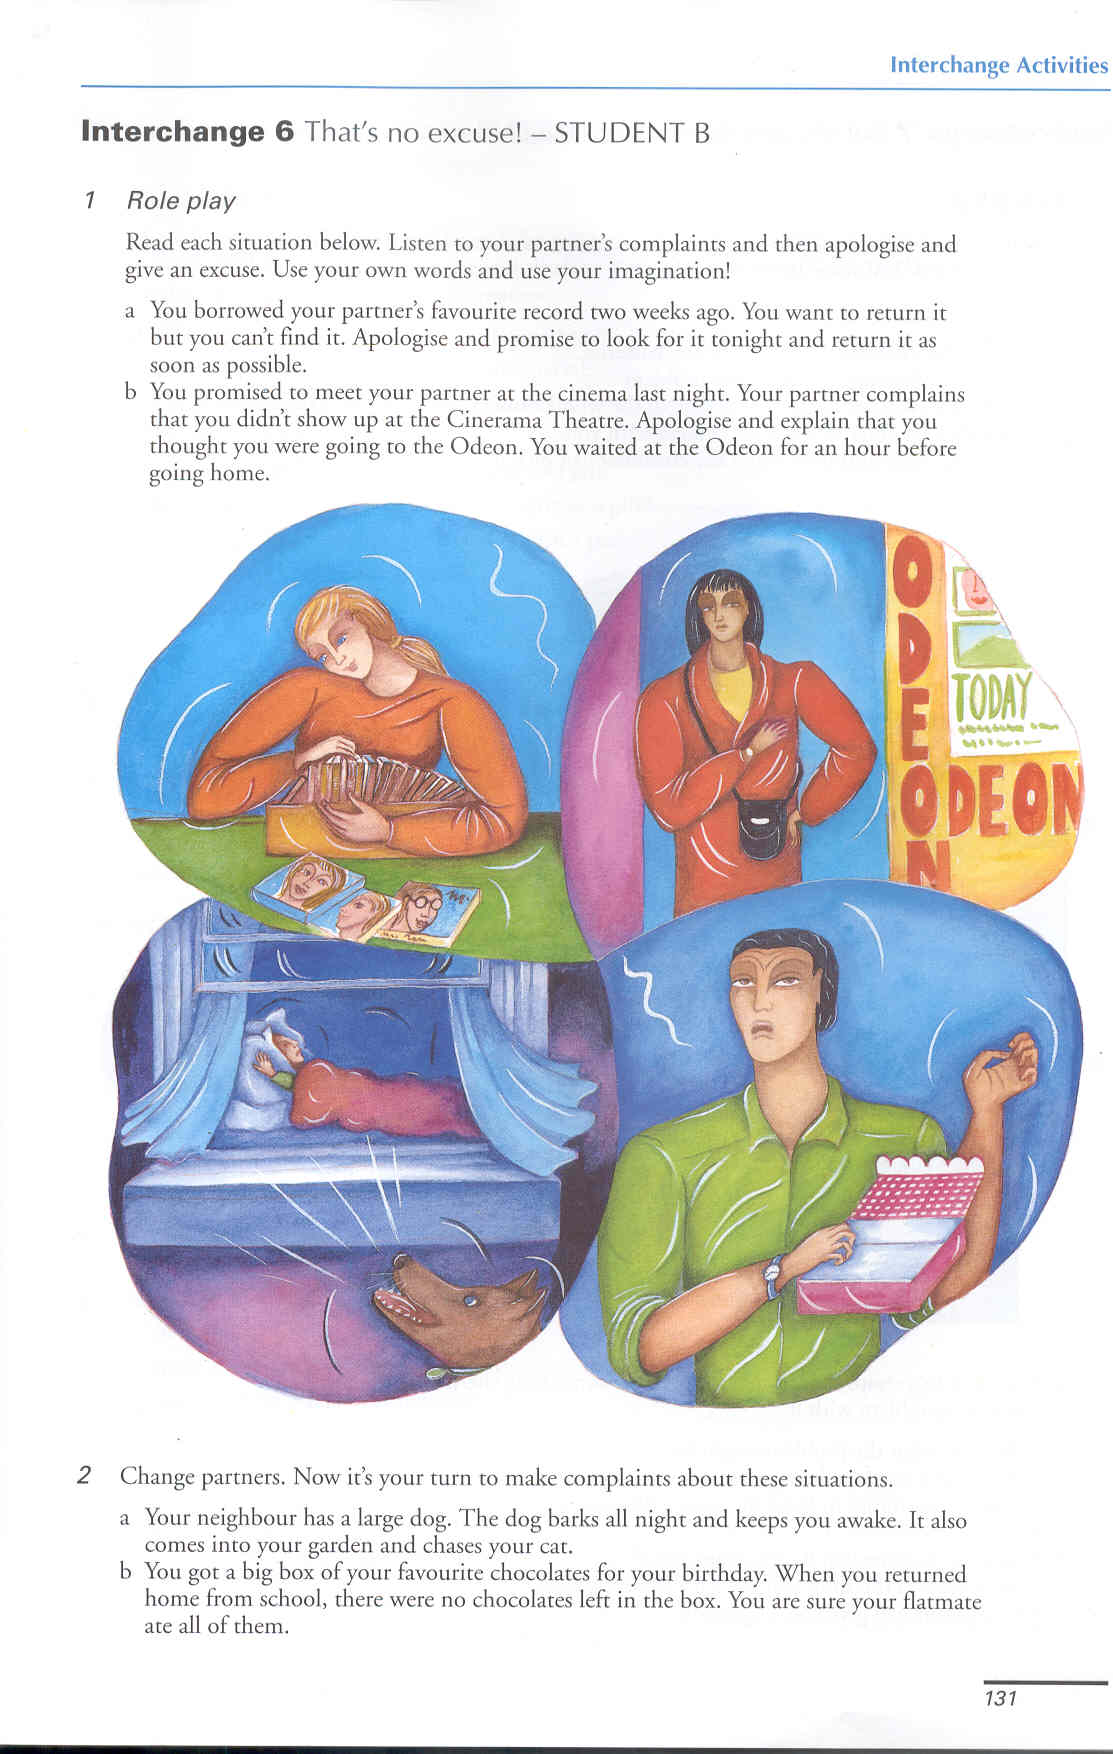 Interchange Activities
Interchange 6 That's no excuse! – STUDENT B
1 Role play
Read each situation below. Listen to your partner's complaints and then apologise and
give an excuse. Use your own words and use your imagination!
a You borrowed your partner's favourite record two weeks ago. You want to return it
but you can't find it. Apologise and promise to look for it tonight and return it as
soon as possible.
b You promised to meet your partner at the cinema last night. Your partner complains
that you didn't show up at the Cinerama Theatre. Apologise and explain that you
thought you were going to the Odeon. You waited at the Odeon for an hour before
going home.
ODEON
TODAY
ODEON
2 Change partners. Now it's your turn to make complaints about these situations.
a Your neighbour has a large dog. The dog barks all night and keeps you awake. It also
comes into your garden and chases your cat.
b You got a big box of your favourite chocolates for your birthday. When you returned
home from school, there were no chocolates left in the box. You are sure your flatmate
ate all of them.
131